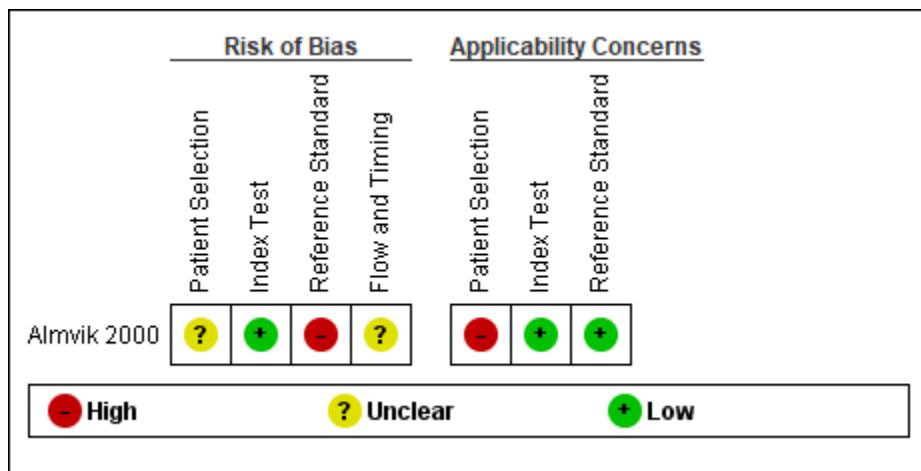 Risk of Bias
Applicability Concerns
Patient Selection
Index Test
Reference Standard
Flow and Timing
Patient Selection
Index Test
Reference Standard
Almvik 2000 ? + - ? - + +
- High ? Unclear + Low